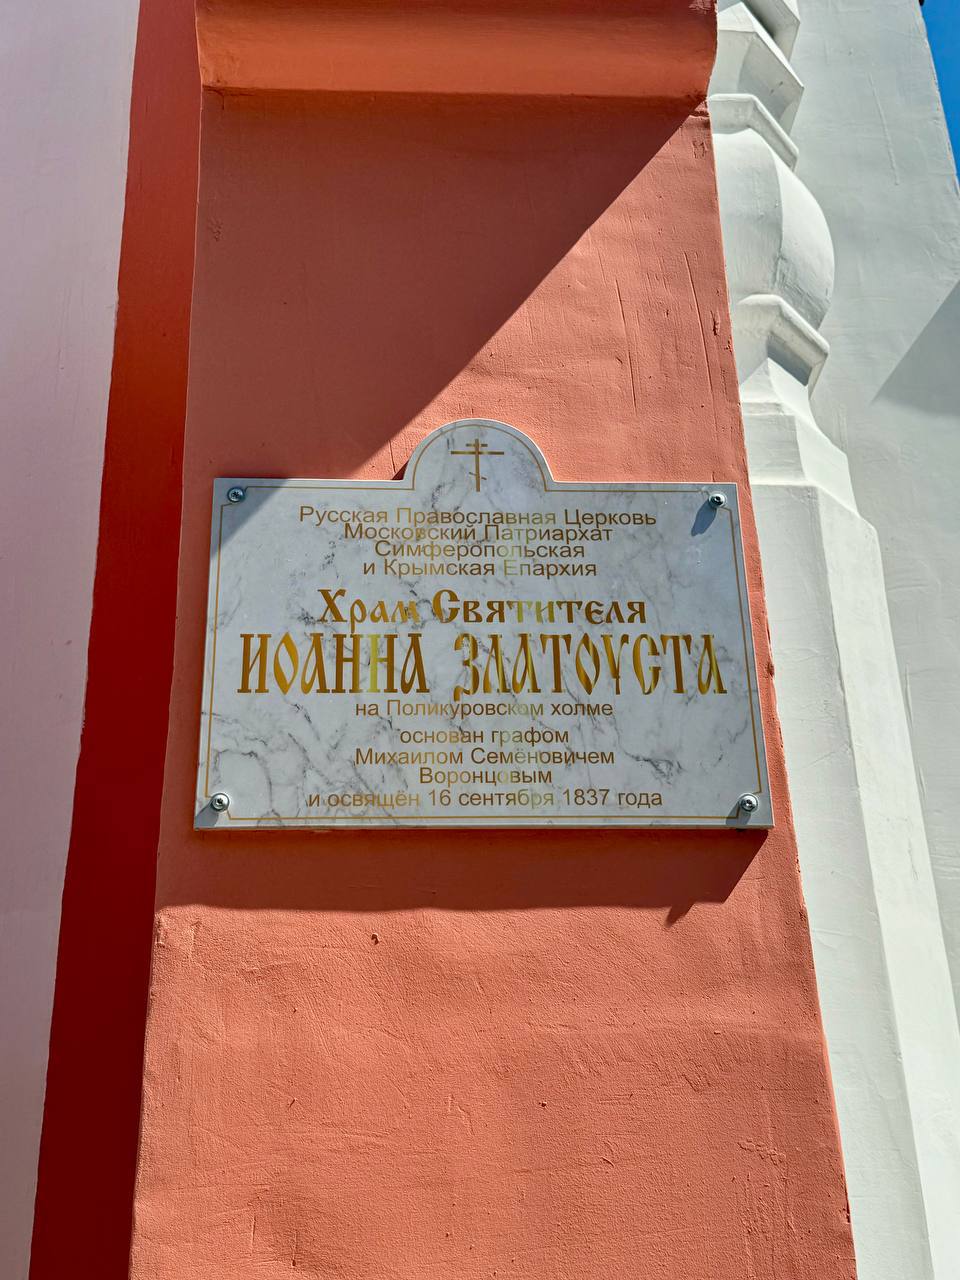 Русская Православная Церковь
Московский Патриархат
Симферопольская
и Крымская Епархия
Храм Святителя
ИОАННА ЗЛАТОУСТА
на Поликуровском холме
основан графом
Михаилом Семёновичем
Воронцовым
и освящён 16 сентября 1837 года